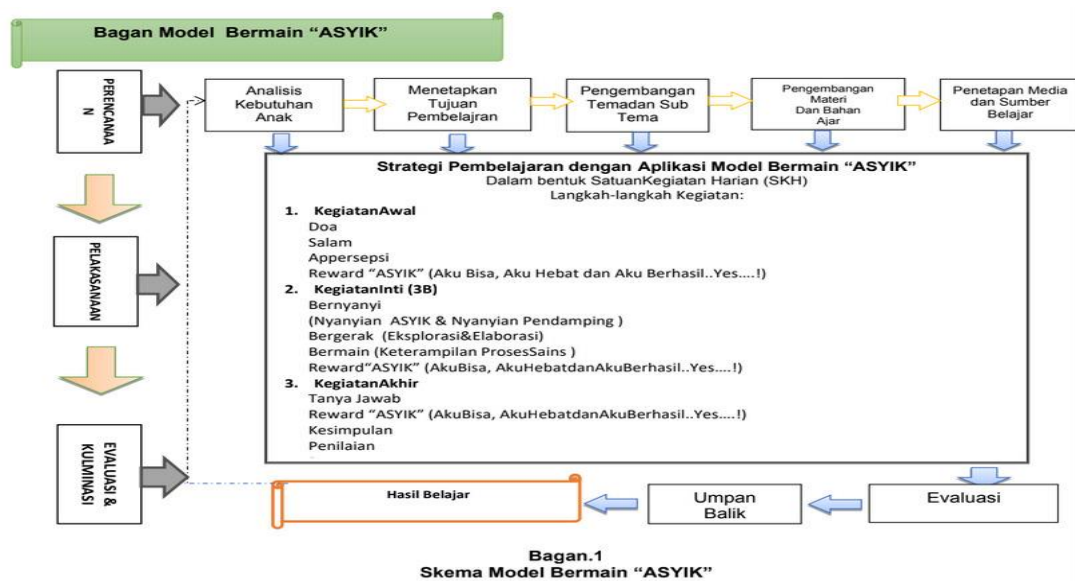 Bagan Model Bermain “ASYIK”
PERENCANAA
N
Analisis
Kebutuhan
Anak
Menetapkan
Tujuan
Pembelajran
Pengembangan
Temadan Sub
Tema
Pengembangan
Materi
Dan Bahan
Ajar
Penetapan Media
dan Sumber
Belajar
Strategi Pembelajaran dengan Aplikasi Model Bermain “ASYIK”
Dalam bentuk SatuanKegiatan Harian (SKH)
Langkah-langkah Kegiatan:
1. KegiatanAwal
Doa
Salam
Appersepsi
Reward “ASYIK” (Aku Bisa, Aku Hebat dan Aku Berhasil..Yes....!)
2. KegiatanInti (3B)
Bernyanyi
(Nyanyian ASYIK & Nyanyian Pendamping )
Bergerak (Eksplorasi&Elaborasi)
Bermain (Keterampilan ProsesSains )
Reward“ASYIK” (AkuBisa, AkuHebatdanAkuBerhasil..Yes....!)
3. KegiatanAkhir
Tanya Jawab
Reward “ASYIK” (AkuBisa, AkuHebatdanAkuBerhasil..Yes....!)
Kesimpulan
Penilaian
PELAKASANAAN
EVALUASI &
KULMINASI
Hasil Belajar
Umpan
Balik
Evaluasi
Bagan.1
Skema Model Bermain “ASYIK”